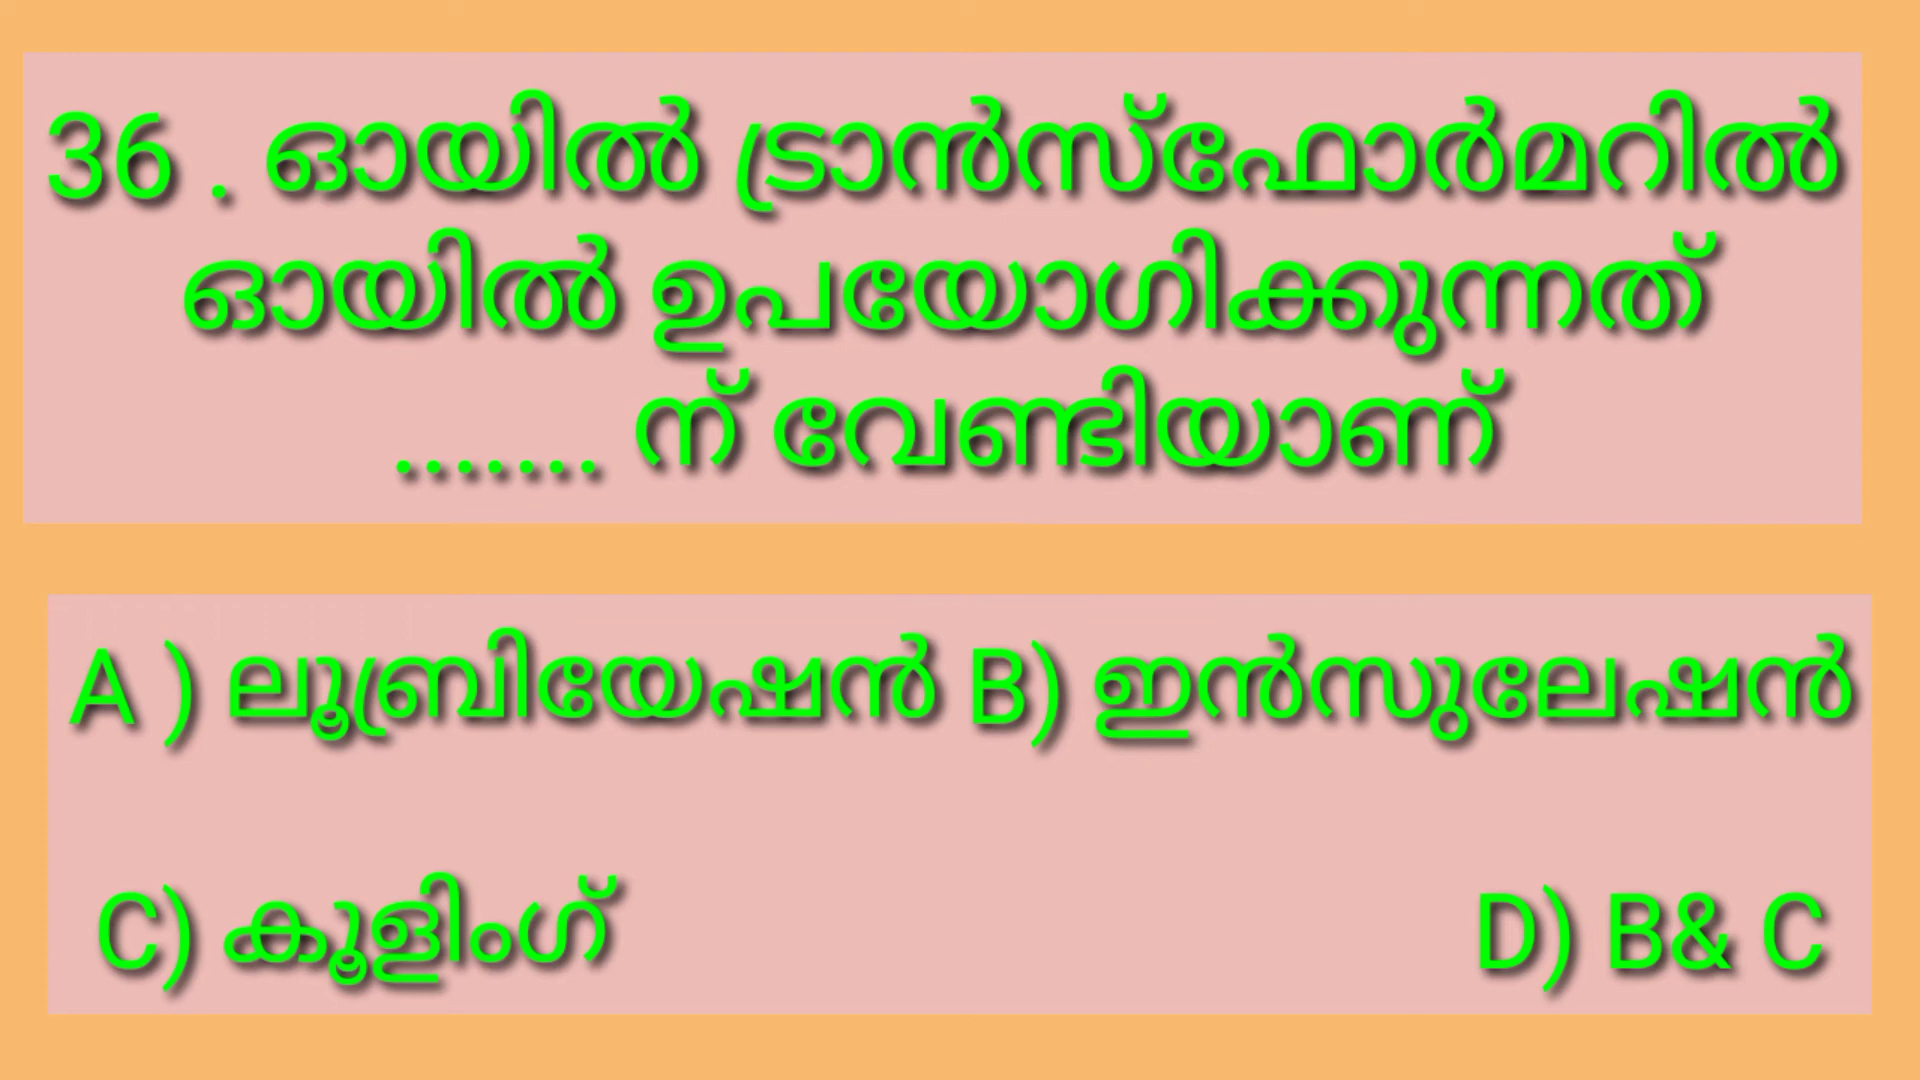 36 . ഓയിൽ ട്രാൻസ്ഫോർമറിൽ
ഓയിൽ ഉപയോഗിക്കുന്നത്
....... ന് വേണ്ടിയാണ്
A ) ലൂബ്രിയേഷൻ B) ഇൻസുലേഷൻ
C) കൂളിംഗ് D) B& C